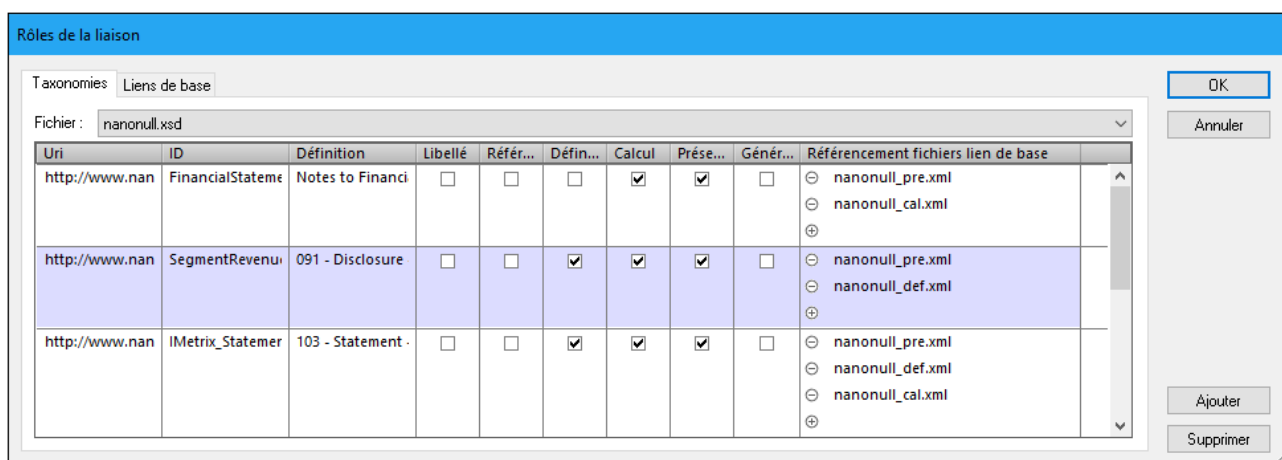 Rôles de la liaison
Taxonomies Liens de base
OK
Fichier : nanonull.xsd
Annuler
Uri ID Définition Libellé Référ... Défin... Calcul Prése... Génér... Référencement fichiers lien de base
http://www.nan FinancialStateme Notes to Financi nanonull_pre.xml
nanonull_cal.xml
http://www.nan SegmentRevenu 091 - Disclosure nanonull_pre.xml
nanonull_def.xml
http://www.nan IMetrix_Statemer 103 - Statement - nanonull_pre.xml
nanonull_def.xml
nanonull_cal.xml
Ajouter
Supprimer